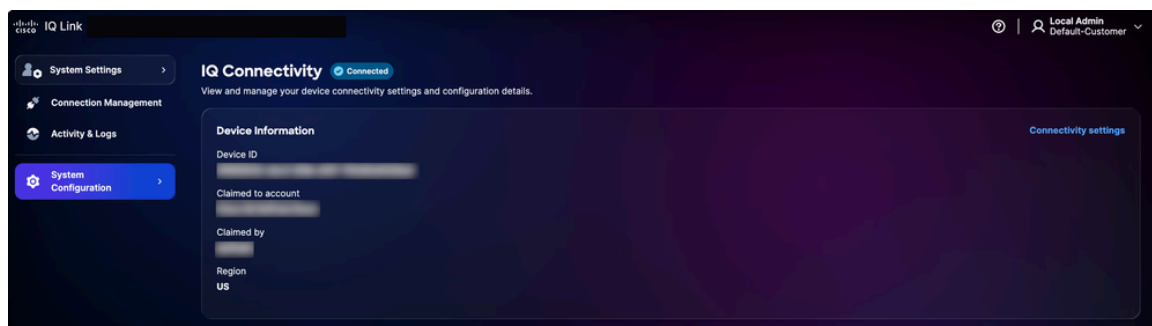 CISCO IQ Link
Local Admin
Default-Customer
System Settings
Connection Management
Activity & Logs
System
Configuration
IQ Connectivity Connected
View and manage your device connectivity settings and configuration details.
Device Information Connectivity settings
Device ID
Claimed to account
Claimed by
Region
US